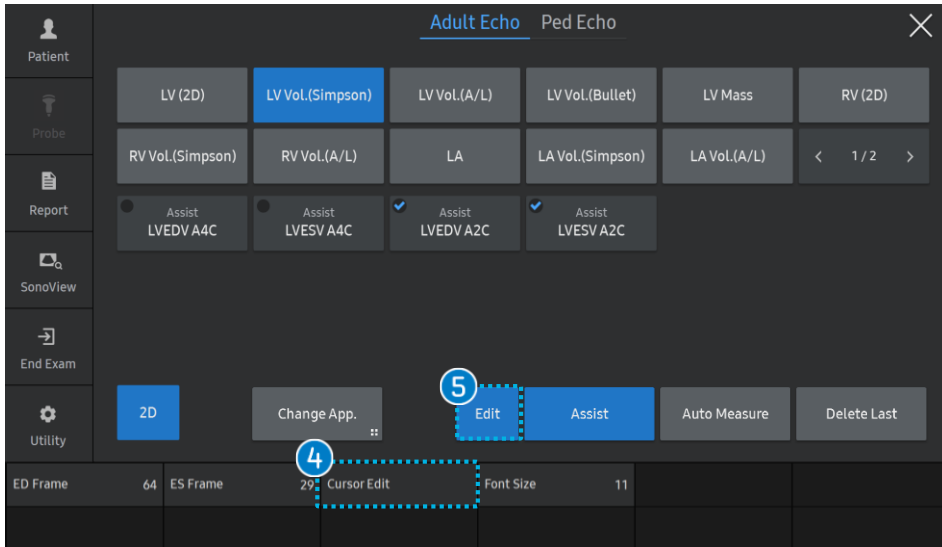 Patient
Probe
Report
SonoView
End Exam
Utility
Adult Echo Ped Echo
LV (2D) LV Vol.(Simpson) LV Vol.(A/L) LV Vol.(Bullet) LV Mass RV (2D)
RV Vol.(Simpson) RV Vol.(A/L) LA LA Vol.(Simpson) LA Vol.(A/L) < 1/2 >
Assist Assist Assist Assist
LVEDV A4C LVESV A4C LVEDV A2C LVESV A2C
5
2D Change App. Edit Assist Auto Measure Delete Last
4
ED Frame 64 ES Frame 29 Cursor Edit Font Size 11